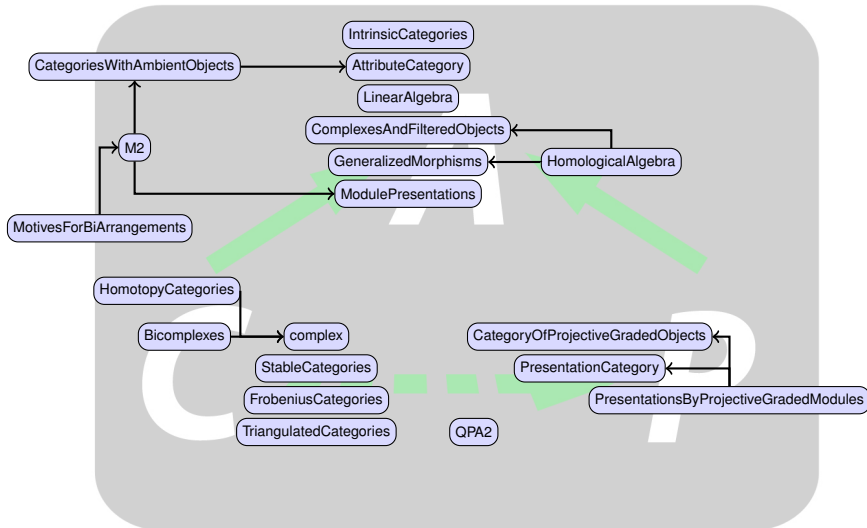 IntrinsicCategories
CategoriesWithAmbientObjects
AttributeCategory
LinearAlgebra
A
ComplexesAndFilteredObjects
M2
GeneralizedMorphisms
HomologicalAlgebra
ModulePresentations
MotivesForBiArrangements
HomotopyCategories
Bicomplexes
complex
CategoryOfProjectiveGradedObjects
StableCategories
PresentationCategory
C
P
FrobeniusCategories
PresentationsByProjectiveGradedModules
TriangulatedCategories
QPA2